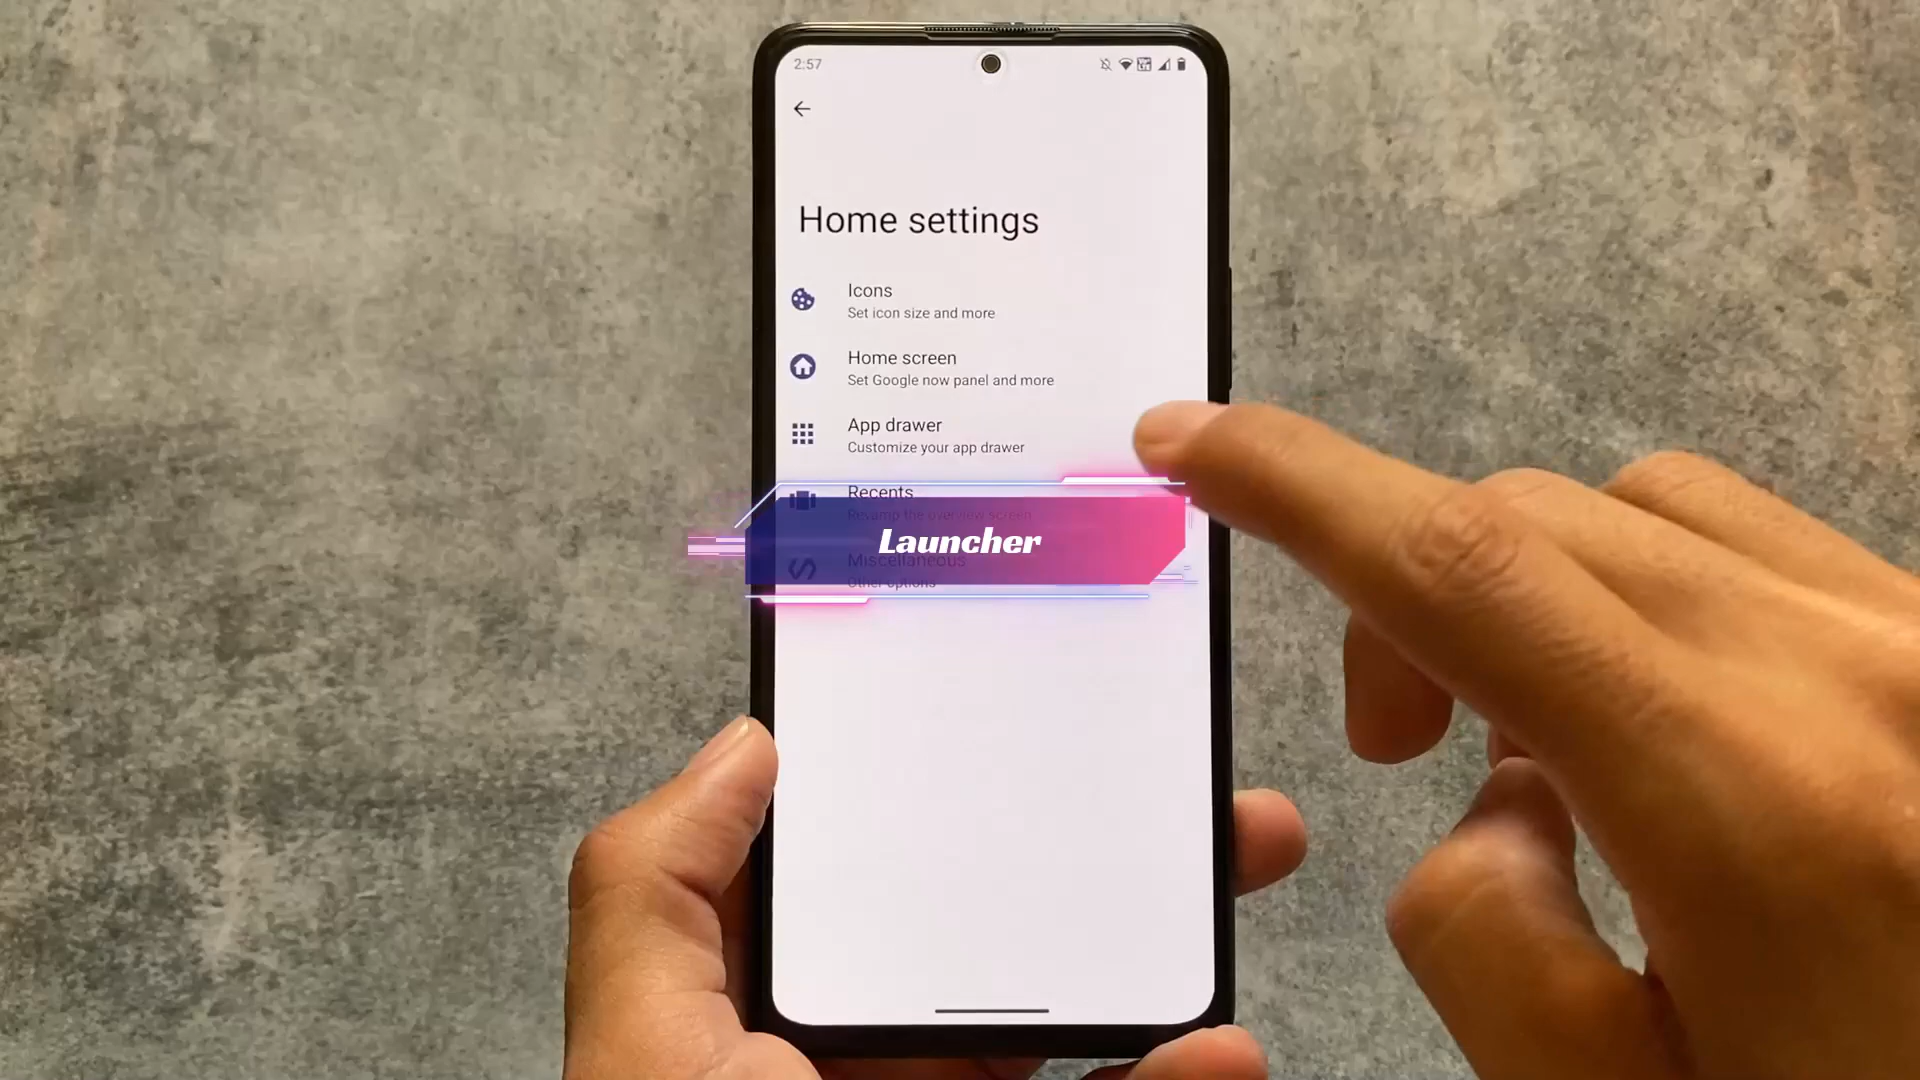 2:57
Home settings
Icons
Set icon size and more
Home screen
Set Google now panel and more
App drawer
Customize your app drawer
Recents
Revamp the overview screen
Launcher
Miscellaneous
Other options